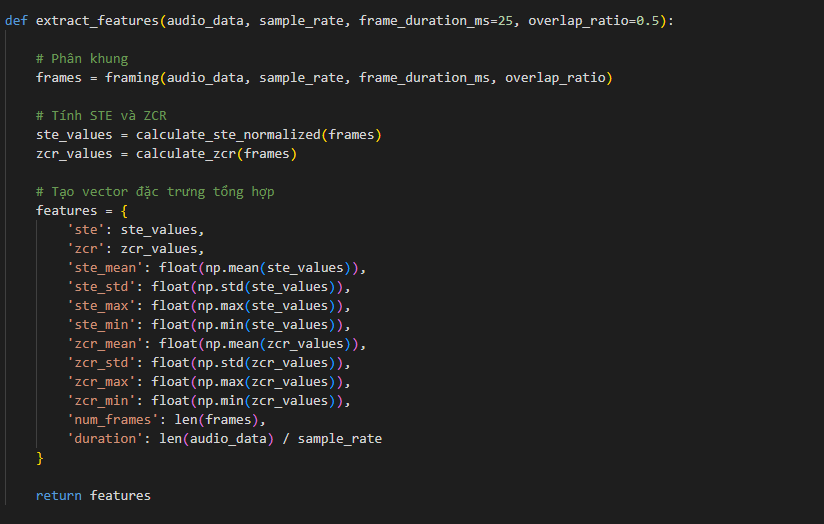 def extract_features(audio_data, sample_rate, frame_duration_ms=25, overlap_ratio=0.5):
# Phân khung
frames = framing(audio_data, sample_rate, frame_duration_ms, overlap_ratio)
# Tính STE và ZCR
ste_values = calculate_ste_normalized(frames)
zcr_values = calculate_zcr(frames)
# Tạo vector đặc trưng tổng hợp
features = {
'ste': ste_values,
'zcr': zcr_values,
'ste_mean': float(np.mean(ste_values)),
'ste_std': float(np.std(ste_values)),
'ste_max': float(np.max(ste_values)),
'ste_min': float(np.min(ste_values)),
'zcr_mean': float(np.mean(zcr_values)),
'zcr_std': float(np.std(zcr_values)),
'zcr_max': float(np.max(zcr_values)),
'zcr_min': float(np.min(zcr_values)),
'num_frames': len(frames),
'duration': len(audio_data) / sample_rate
}
return features